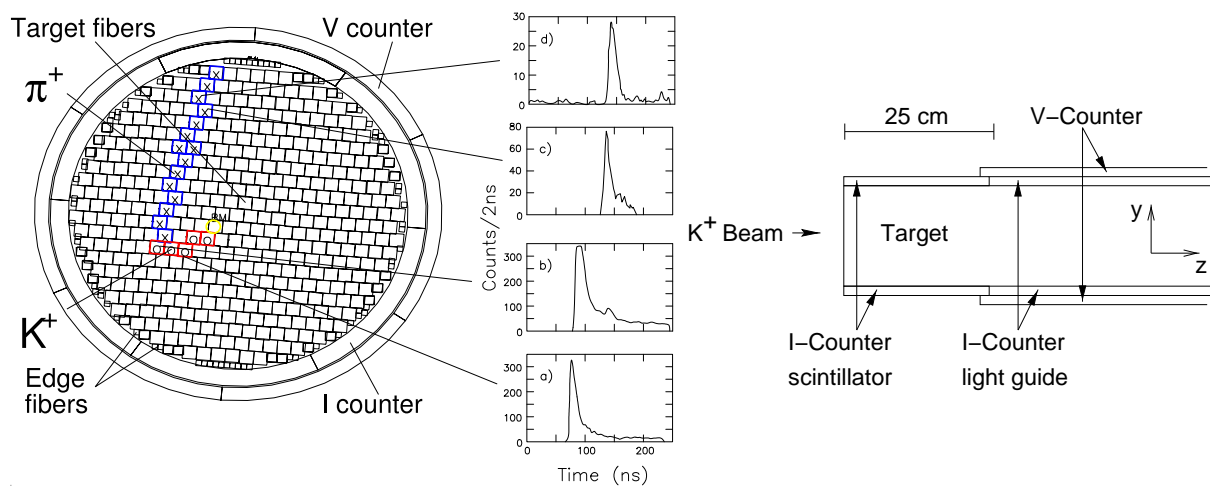 Target fibers
V counter
π+
K+
Edge
fibers
I counter
BM
d)
30
20
10
0
c)
80
60
40
20
0
b)
300
200
100
0
a)
300
200
100
0
0
100
200
Counts/2ns
Time (ns)
25 cm
V−Counter
K+ Beam
Target
y
z
I−Counter
scintillator
I−Counter
light guide